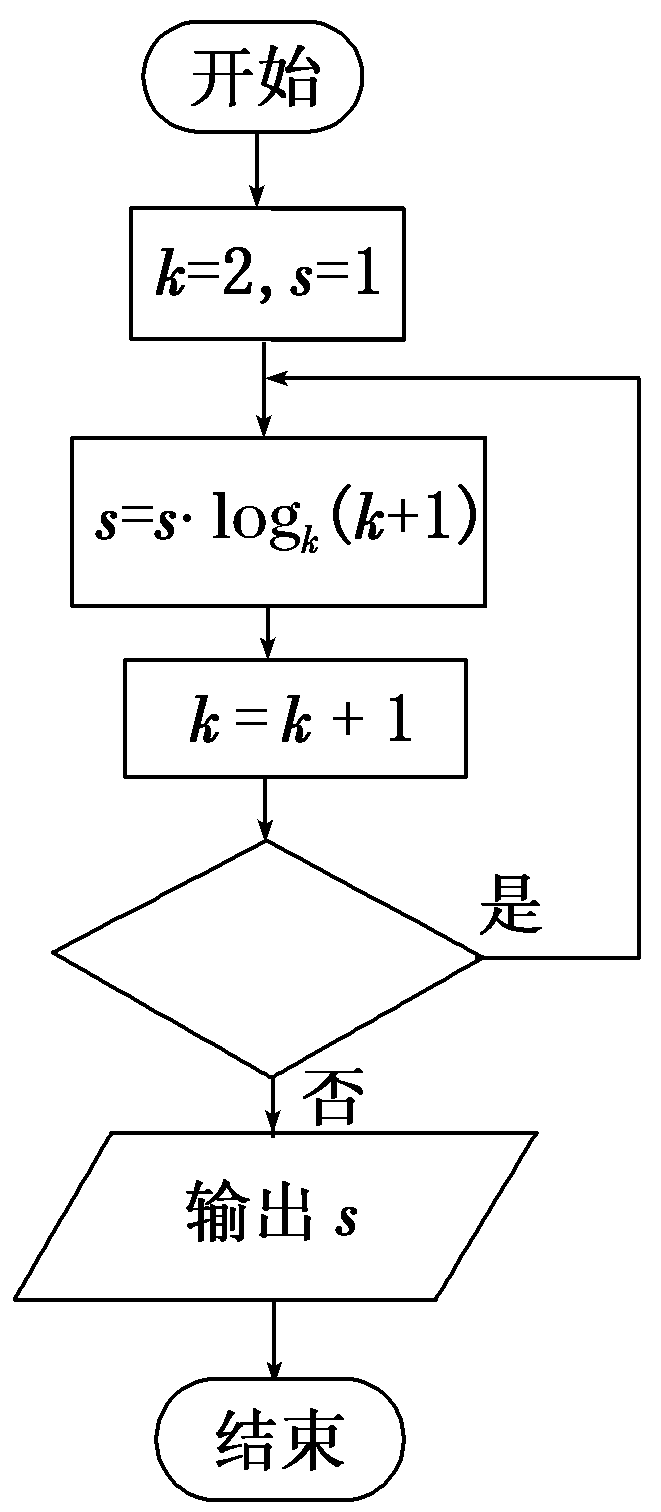 开始
k=2,s=1
s=s·log_k(k+1)
k=k+1
是
否
输出 s
结束